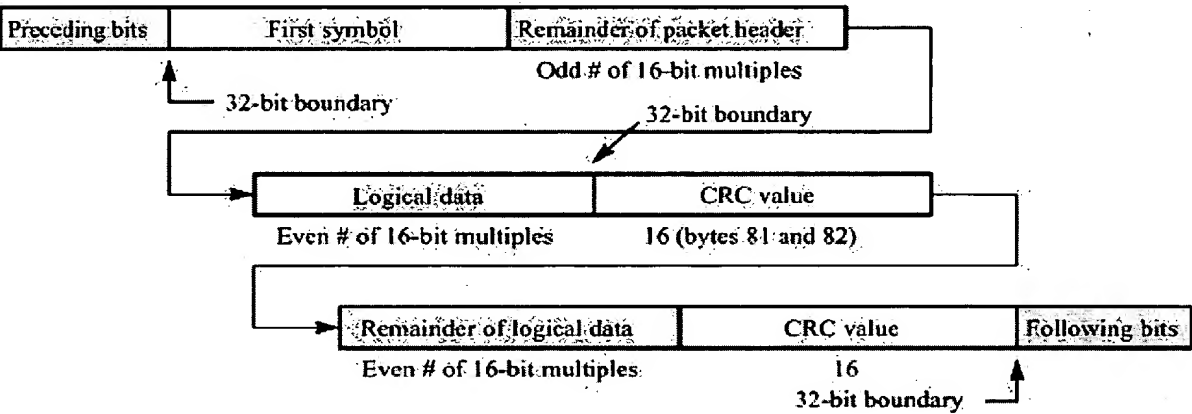 Preceding bits First symbol Remainder of packet header
Odd # of 16-bit multiples
32-bit boundary
32-bit boundary
Logical data CRC value
Even # of 16-bit multiples 16 (bytes 81 and 82)
Remainder of logical data CRC value Following bits
Even # of 16-bit multiples 16
32-bit boundary